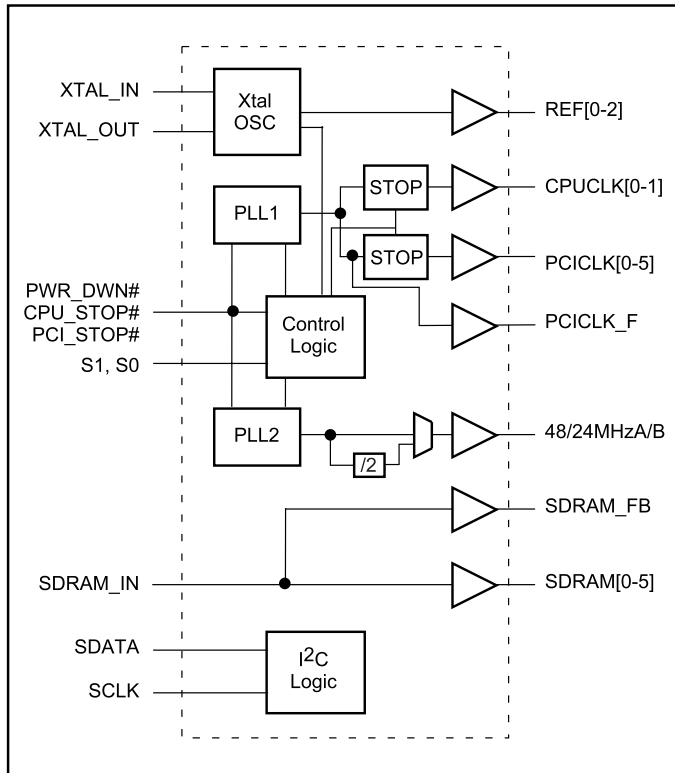 XTAL_IN
XTAL_OUT
Xtal
OSC
REF[0-2]
STOP
CPUCLK[0-1]
PLL1
STOP
PCICLK[0-5]
PWR_DWN#
CPU_STOP#
PCI_STOP#
Control
Logic
PCICLK_F
S1, S0
PLL2
48/24MHzA/B
/2
SDRAM_FB
SDRAM_IN
SDRAM[0-5]
SDATA
SCLK
I²C
Logic